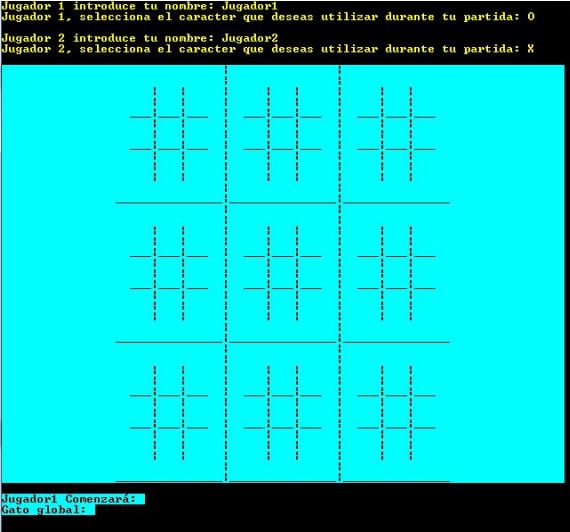 Jugador 1 introduce tu nombre: Jugador1
Jugador 1, selecciona el caracter que deseas utilizar durante tu partida: O
Jugador 2 introduce tu nombre: Jugador2
Jugador 2, selecciona el caracter que deseas utilizar durante tu partida: X
Jugador1 Comenzará:
Gato global: